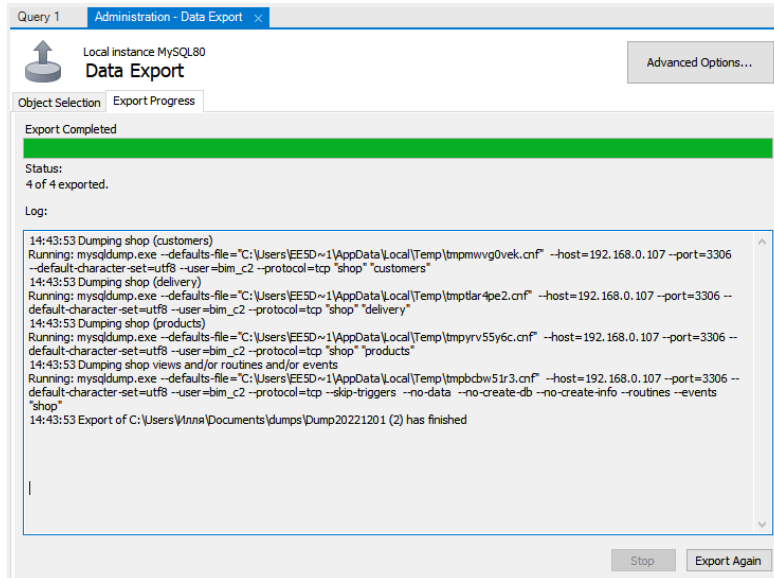 Query 1
Administration - Data Export ×
Local instance MySQL80
Data Export
Advanced Options...
Object Selection
Export Progress
Export Completed
Status:
4 of 4 exported.
Log:
14:43:53 Dumping shop (customers)
Running: mysqldump.exe --defaults-file="C:\Users\EE5D~1\AppData\Local\Temp\tmpmwvg0vek.cnf" --host=192.168.0.107 --port=3306
--default-character-set=utf8 --user=bim_c2 --protocol=tcp "shop" "customers"
14:43:53 Dumping shop (delivery)
Running: mysqldump.exe --defaults-file="C:\Users\EE5D~1\AppData\Local\Temp\tmptlar4pe2.cnf" --host=192.168.0.107 --port=3306 --
default-character-set=utf8 --user=bim_c2 --protocol=tcp "shop" "delivery"
14:43:53 Dumping shop (products)
Running: mysqldump.exe --defaults-file="C:\Users\EE5D~1\AppData\Local\Temp\tmpyrv55y6c.cnf" --host=192.168.0.107 --port=3306 --
default-character-set=utf8 --user=bim_c2 --protocol=tcp "shop" "products"
14:43:53 Dumping shop views and/or routines and/or events
Running: mysqldump.exe --defaults-file="C:\Users\EE5D~1\AppData\Local\Temp\tmpbcbw51r3.cnf" --host=192.168.0.107 --port=3306 --
default-character-set=utf8 --user=bim_c2 --protocol=tcp --skip-triggers --no-data --no-create-db --no-create-info --routines --events
"shop"
14:43:53 Export of C:\Users\Илля\Documents\dumps\Dump20221201 (2) has finished
Stop
Export Again